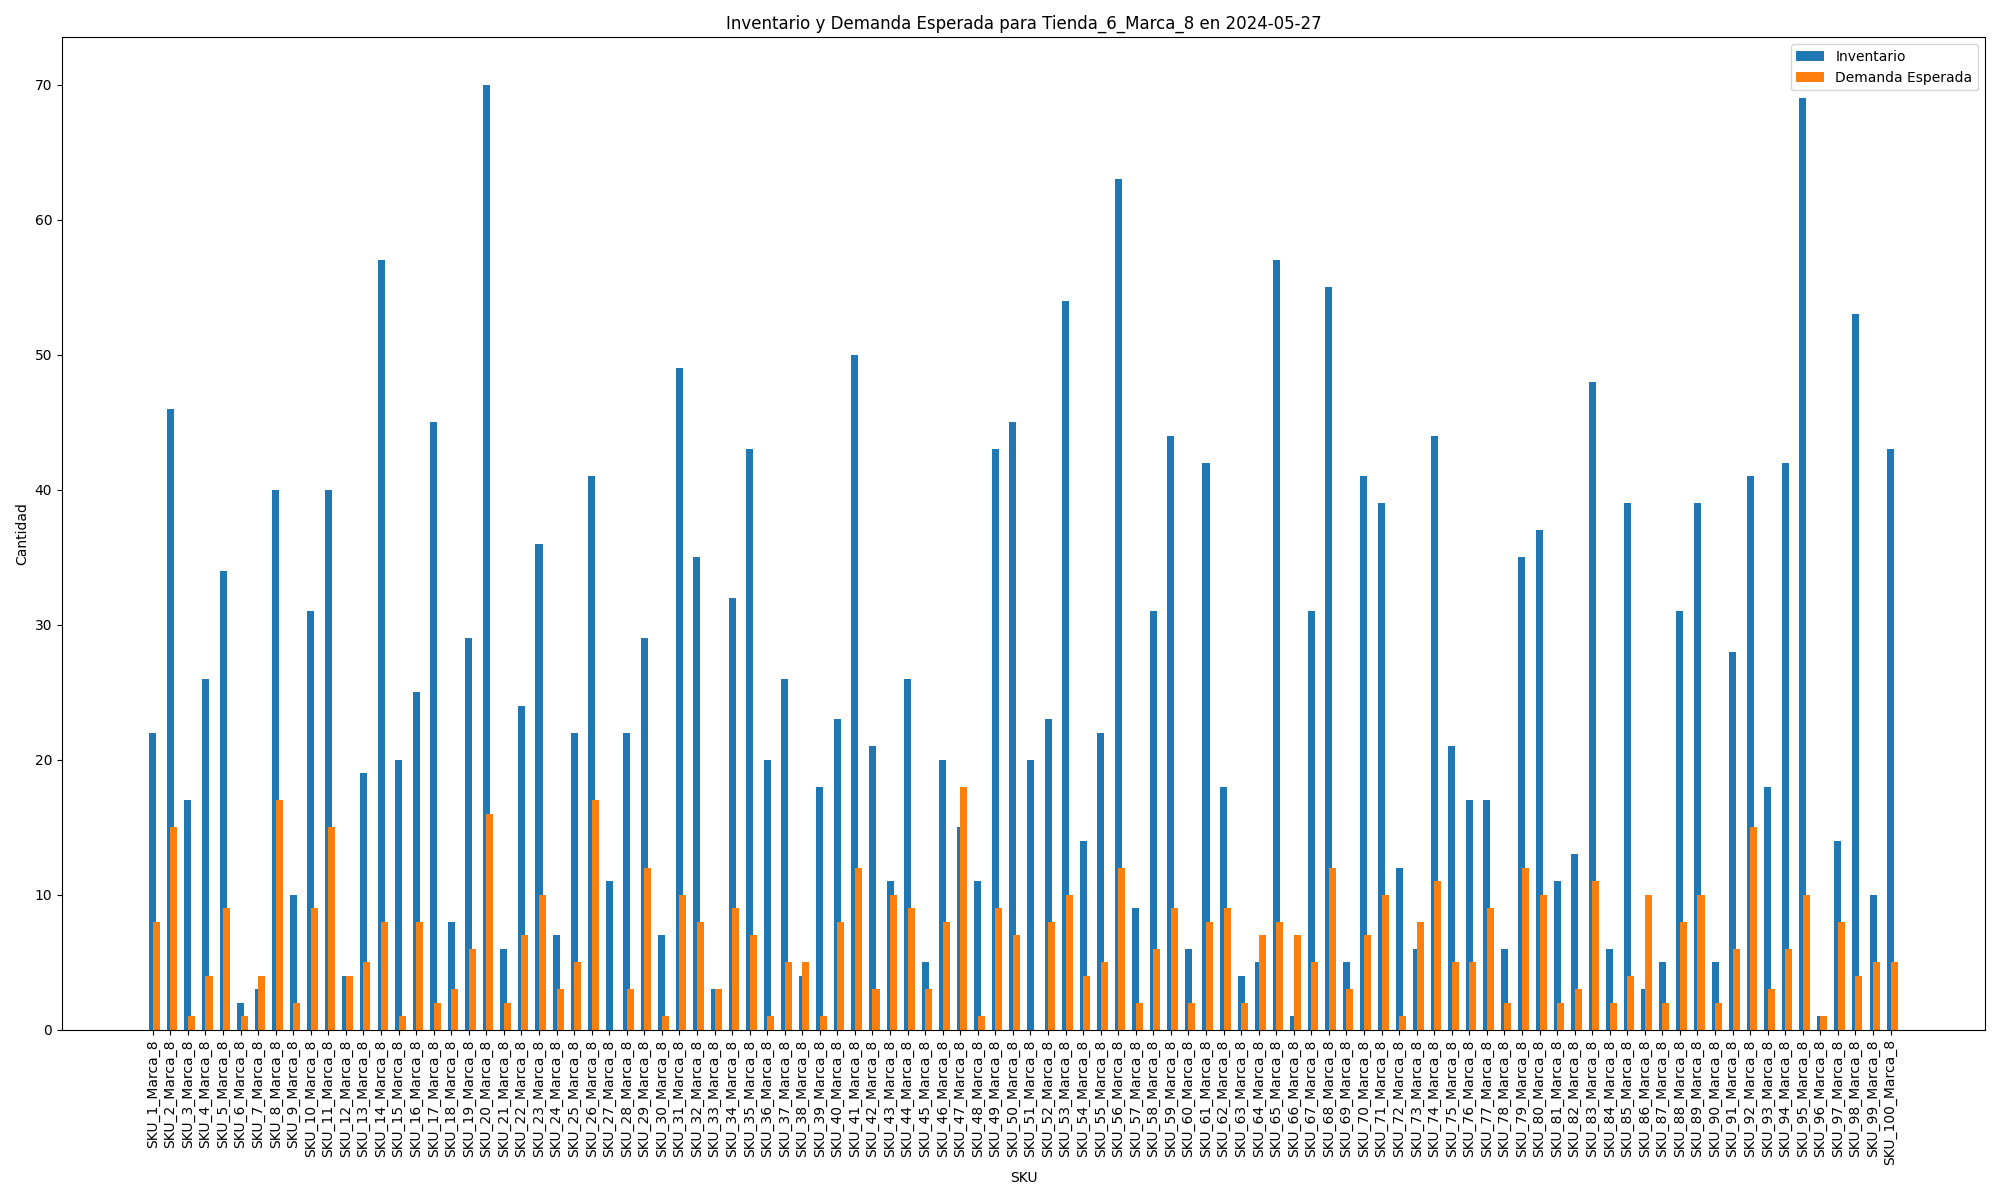 Inventario y Demanda Esperada para Tienda_6_Marca_8 en 2024-05-27
Inventario
Demanda Esperada
Cantidad
70
60
50
40
30
20
10
0
SKU_1_Marca_8
SKU_2_Marca_8
SKU_3_Marca_8
SKU_4_Marca_8
SKU_5_Marca_8
SKU_6_Marca_8
SKU_7_Marca_8
SKU_8_Marca_8
SKU_9_Marca_8
SKU_10_Marca_8
SKU_11_Marca_8
SKU_12_Marca_8
SKU_13_Marca_8
SKU_14_Marca_8
SKU_15_Marca_8
SKU_16_Marca_8
SKU_17_Marca_8
SKU_18_Marca_8
SKU_19_Marca_8
SKU_20_Marca_8
SKU_21_Marca_8
SKU_22_Marca_8
SKU_23_Marca_8
SKU_24_Marca_8
SKU_25_Marca_8
SKU_26_Marca_8
SKU_27_Marca_8
SKU_28_Marca_8
SKU_29_Marca_8
SKU_30_Marca_8
SKU_31_Marca_8
SKU_32_Marca_8
SKU_33_Marca_8
SKU_34_Marca_8
SKU_35_Marca_8
SKU_36_Marca_8
SKU_37_Marca_8
SKU_38_Marca_8
SKU_39_Marca_8
SKU_40_Marca_8
SKU_41_Marca_8
SKU_42_Marca_8
SKU_43_Marca_8
SKU_44_Marca_8
SKU_45_Marca_8
SKU_46_Marca_8
SKU_47_Marca_8
SKU_48_Marca_8
SKU_49_Marca_8
SKU_50_Marca_8
SKU_51_Marca_8
SKU_52_Marca_8
SKU_53_Marca_8
SKU_54_Marca_8
SKU_55_Marca_8
SKU_56_Marca_8
SKU_57_Marca_8
SKU_58_Marca_8
SKU_59_Marca_8
SKU_60_Marca_8
SKU_61_Marca_8
SKU_62_Marca_8
SKU_63_Marca_8
SKU_64_Marca_8
SKU_65_Marca_8
SKU_66_Marca_8
SKU_67_Marca_8
SKU_68_Marca_8
SKU_69_Marca_8
SKU_70_Marca_8
SKU_71_Marca_8
SKU_72_Marca_8
SKU_73_Marca_8
SKU_74_Marca_8
SKU_75_Marca_8
SKU_76_Marca_8
SKU_77_Marca_8
SKU_78_Marca_8
SKU_79_Marca_8
SKU_80_Marca_8
SKU_81_Marca_8
SKU_82_Marca_8
SKU_83_Marca_8
SKU_84_Marca_8
SKU_85_Marca_8
SKU_86_Marca_8
SKU_87_Marca_8
SKU_88_Marca_8
SKU_89_Marca_8
SKU_90_Marca_8
SKU_91_Marca_8
SKU_92_Marca_8
SKU_93_Marca_8
SKU_94_Marca_8
SKU_95_Marca_8
SKU_96_Marca_8
SKU_97_Marca_8
SKU_98_Marca_8
SKU_99_Marca_8
SKU_100_Marca_8
SKU